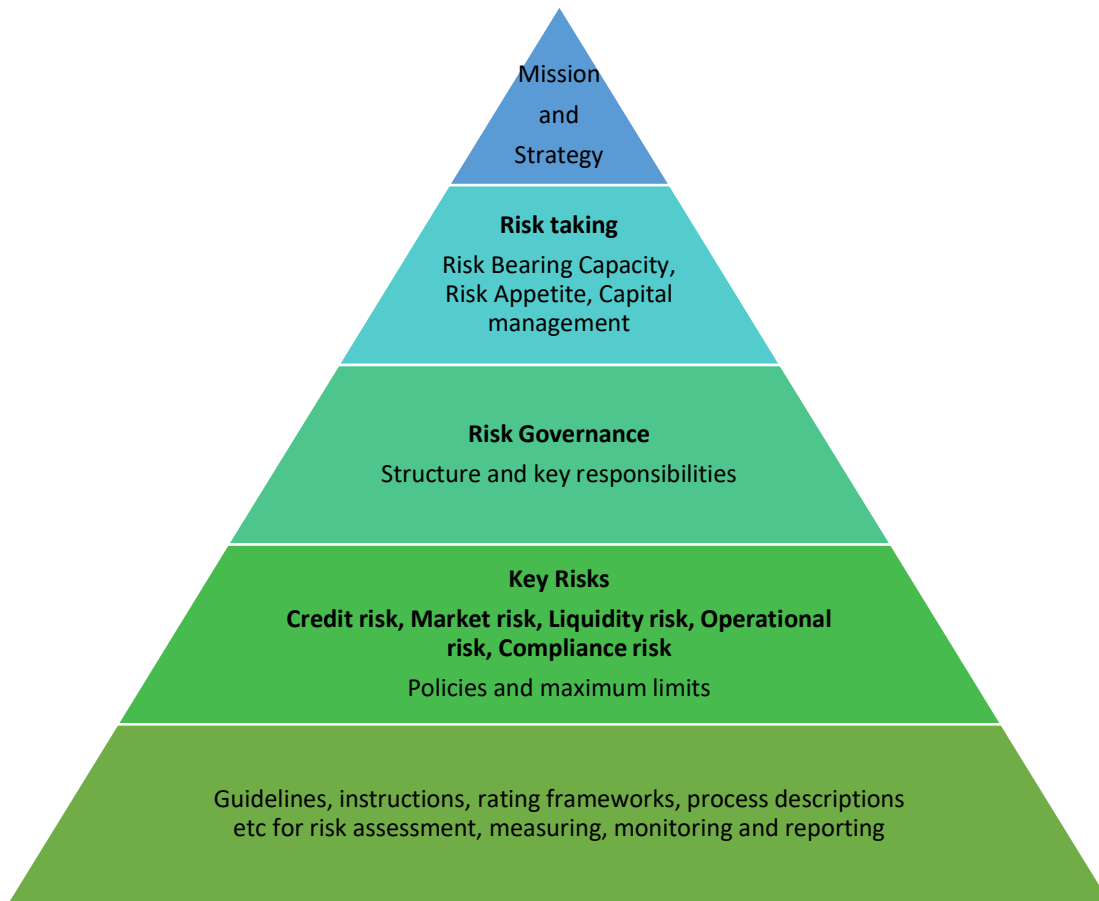 Mission
and
Strategy
Risk taking
Risk Bearing Capacity,
Risk Appetite, Capital
management
Risk Governance
Structure and key responsibilities
Key Risks
Credit risk, Market risk, Liquidity risk, Operational
risk, Compliance risk
Policies and maximum limits
Guidelines, instructions, rating frameworks, process descriptions
etc for risk assessment, measuring, monitoring and reporting